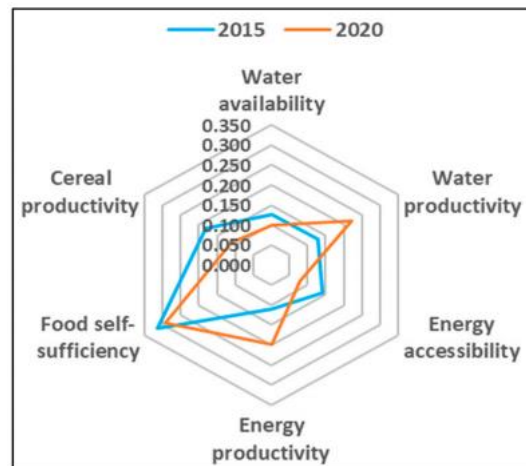 2015 2020
Water
availability
0.350
0.300
0.250
0.200
0.150
0.100
0.050
0.000
Cereal
productivity
Water
productivity
Food self-
sufficiency
Energy
accessibility
Energy
productivity